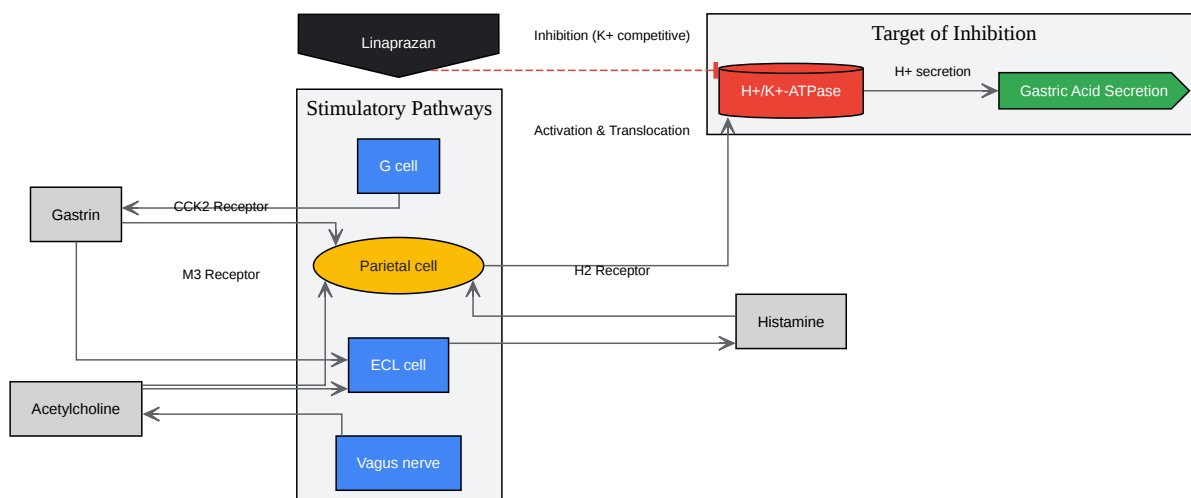 Linaprazan
Inhibition (K+ competitive)
Target of Inhibition
H+/K+-ATPase
H+ secretion
Gastric Acid Secretion
Stimulatory Pathways
Activation & Translocation
G cell
Gastrin
CCK2 Receptor
Parietal cell
M3 Receptor
H2 Receptor
Histamine
ECL cell
Acetylcholine
Vagus nerve